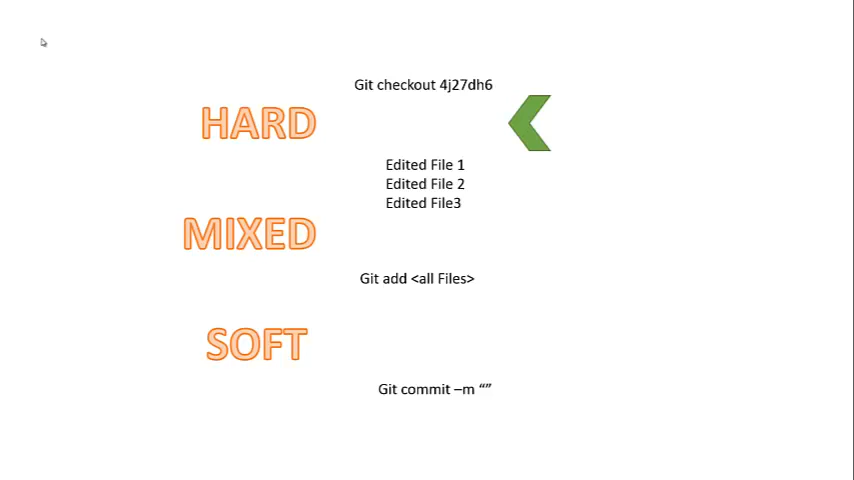 Git checkout 4j27dh6
HARD
Edited File 1
Edited File 2
Edited File3
MIXED
Git add <all Files>
SOFT
Git commit –m “”